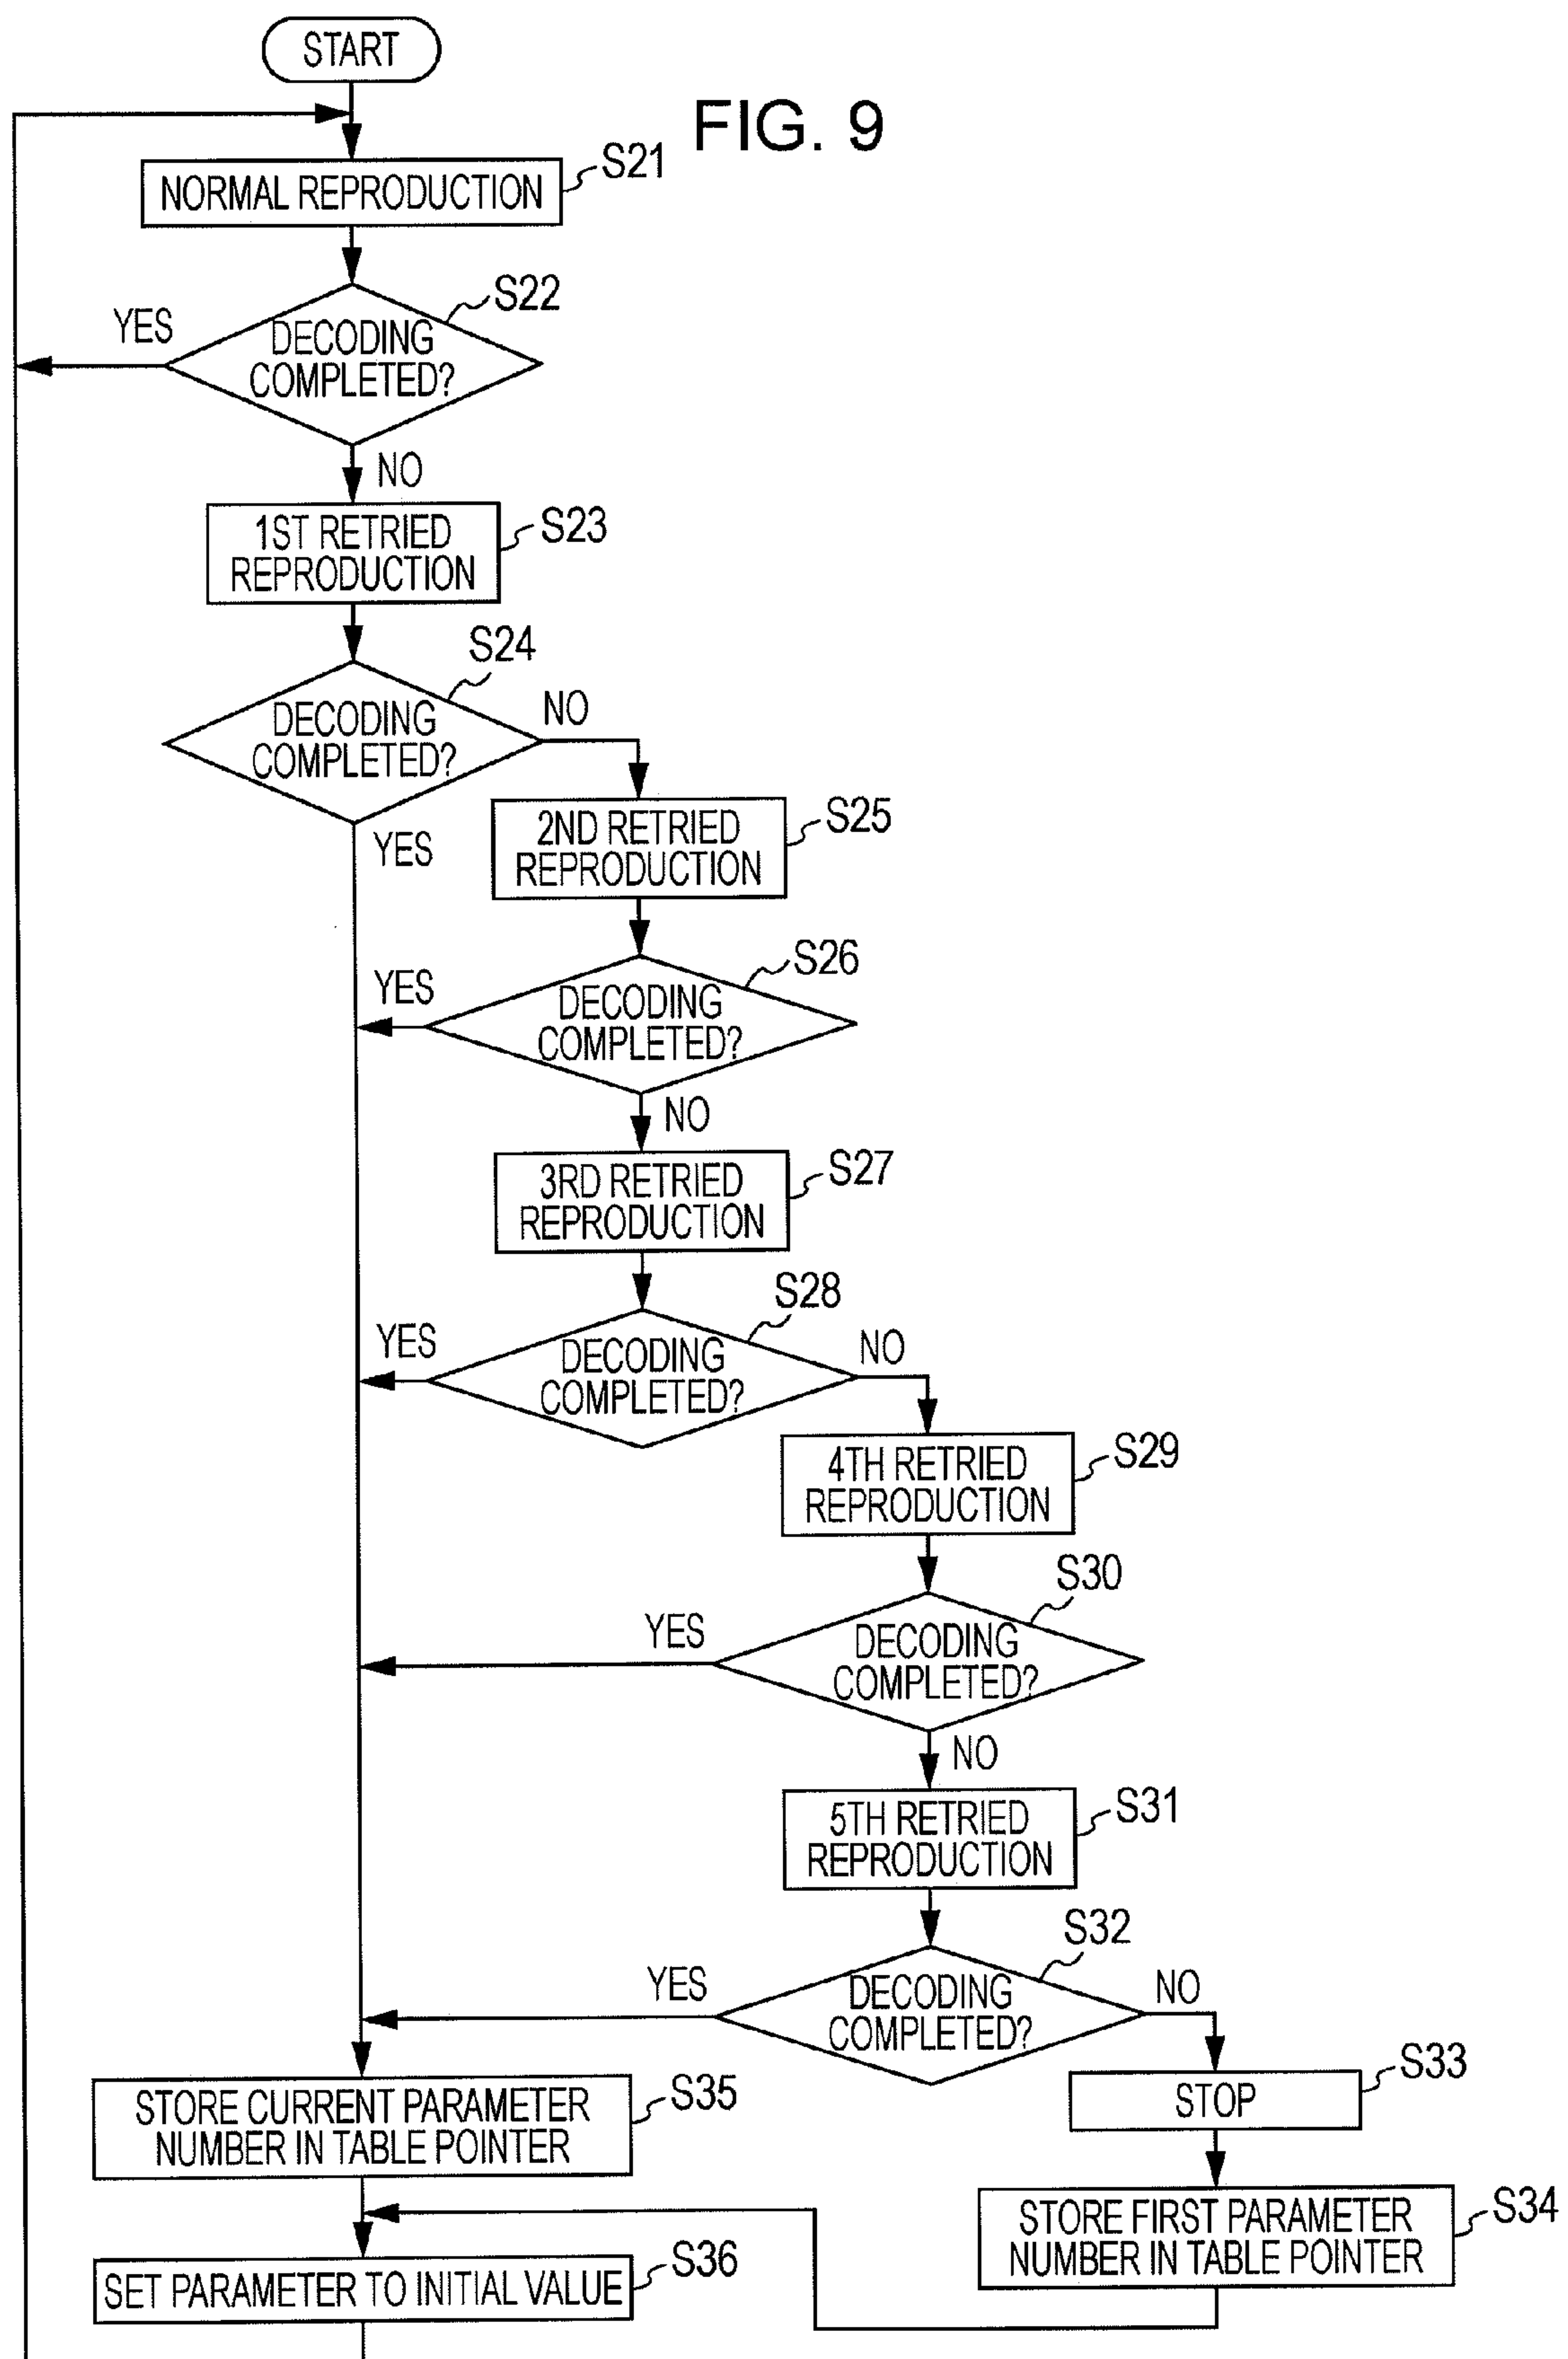 START
FIG. 9
NORMAL REPRODUCTION
S21
S22
YES
DECODING
COMPLETED?
NO
1ST RETRIED
REPRODUCTION
S23
S24
DECODING
COMPLETED?
NO
YES
2ND RETRIED
REPRODUCTION
S25
S26
YES
DECODING
COMPLETED?
NO
3RD RETRIED
REPRODUCTION
S27
S28
YES
DECODING
COMPLETED?
NO
4TH RETRIED
REPRODUCTION
S29
S30
YES
DECODING
COMPLETED?
NO
5TH RETRIED
REPRODUCTION
S31
S32
YES
DECODING
COMPLETED?
NO
S33
STOP
STORE CURRENT PARAMETER
NUMBER IN TABLE POINTER
S35
STORE FIRST PARAMETER
NUMBER IN TABLE POINTER
S34
SET PARAMETER TO INITIAL VALUE
S36